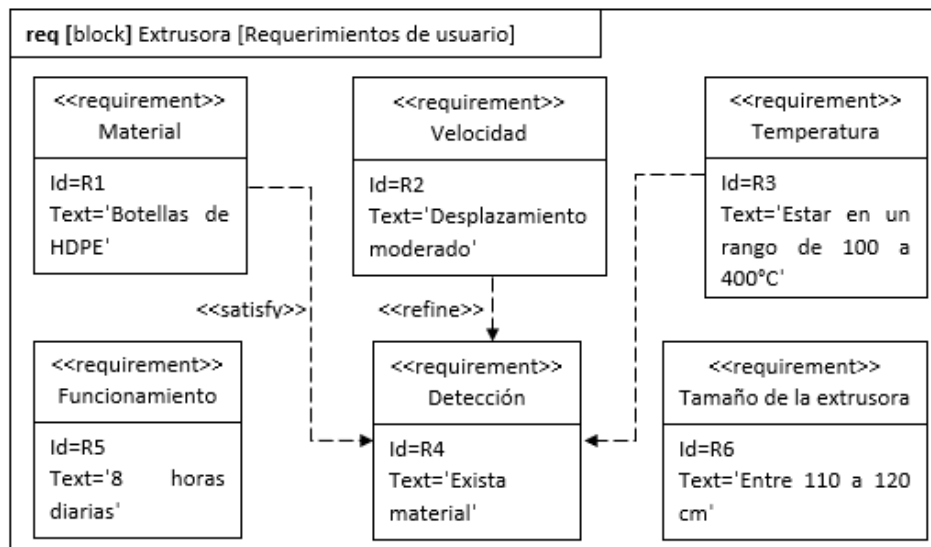 req [block] Extrusora [Requerimientos de usuario]
<<requirement>>
Material
Id=R1
Text='Botellas de
HDPE'
<<requirement>>
Velocidad
Id=R2
Text='Desplazamiento
moderado'
<<requirement>>
Temperatura
Id=R3
Text='Estar en un
rango de 100 a
400°C'
<<satisfy>>
<<refine>>
<<requirement>>
Funcionamiento
Id=R5
Text='8 horas
diarias'
<<requirement>>
Detección
Id=R4
Text='Exista
material'
<<requirement>>
Tamaño de la extrusora
Id=R6
Text='Entre 110 a 120
cm'